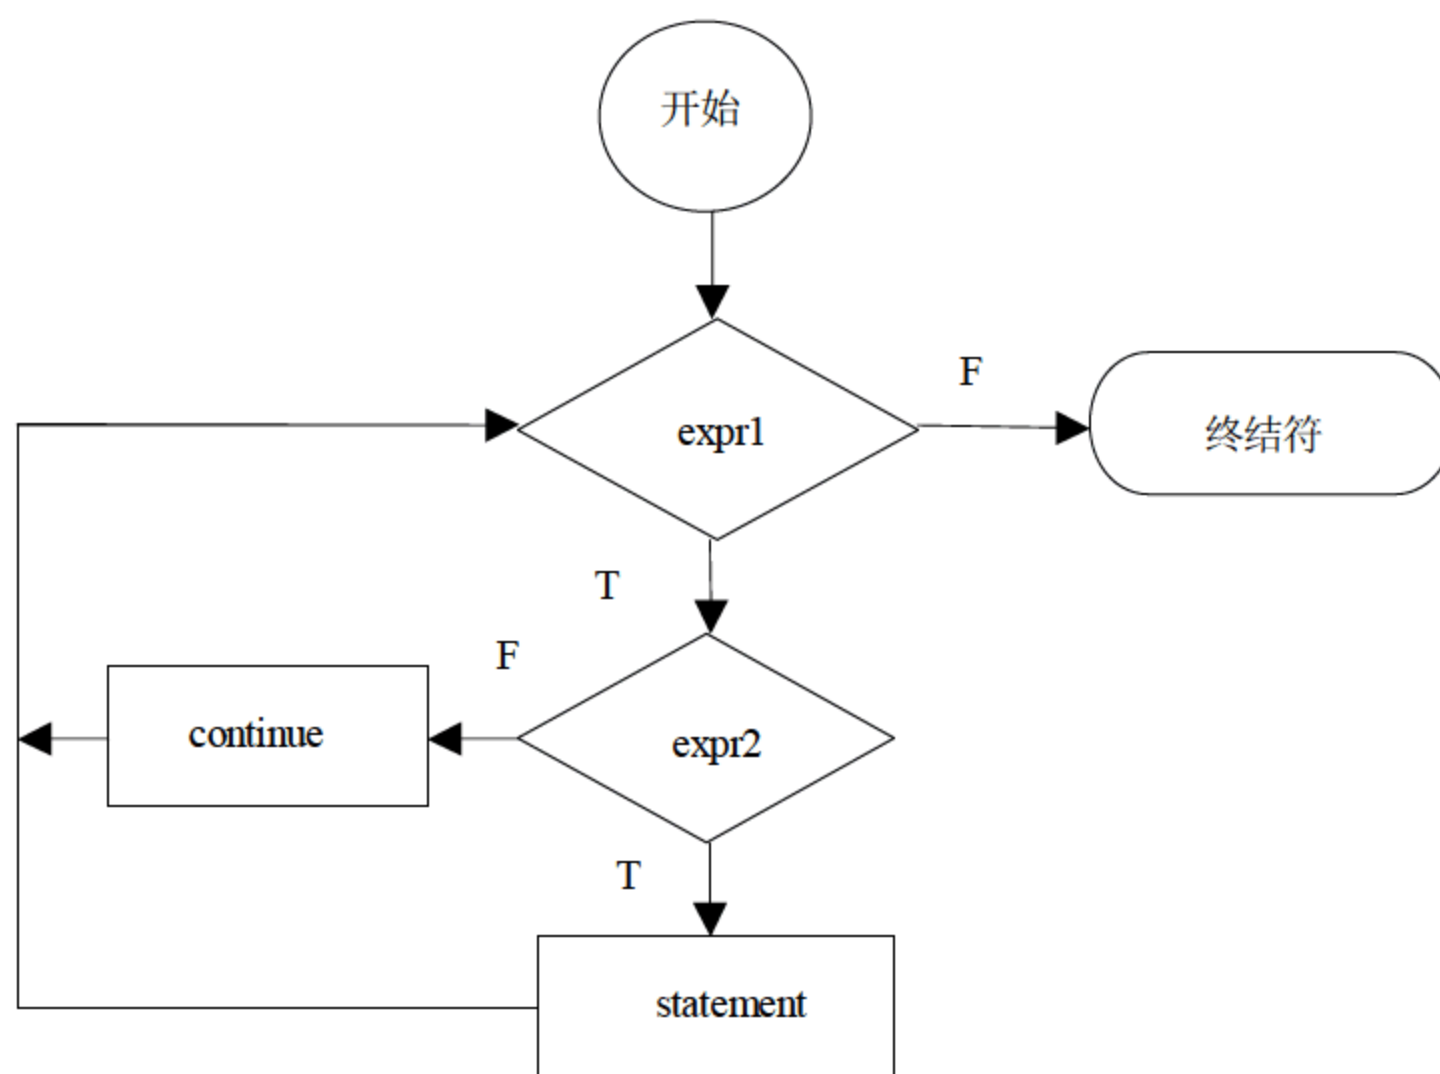 开始
F
expr1
终结符
T
F
continue
expr2
T
statement